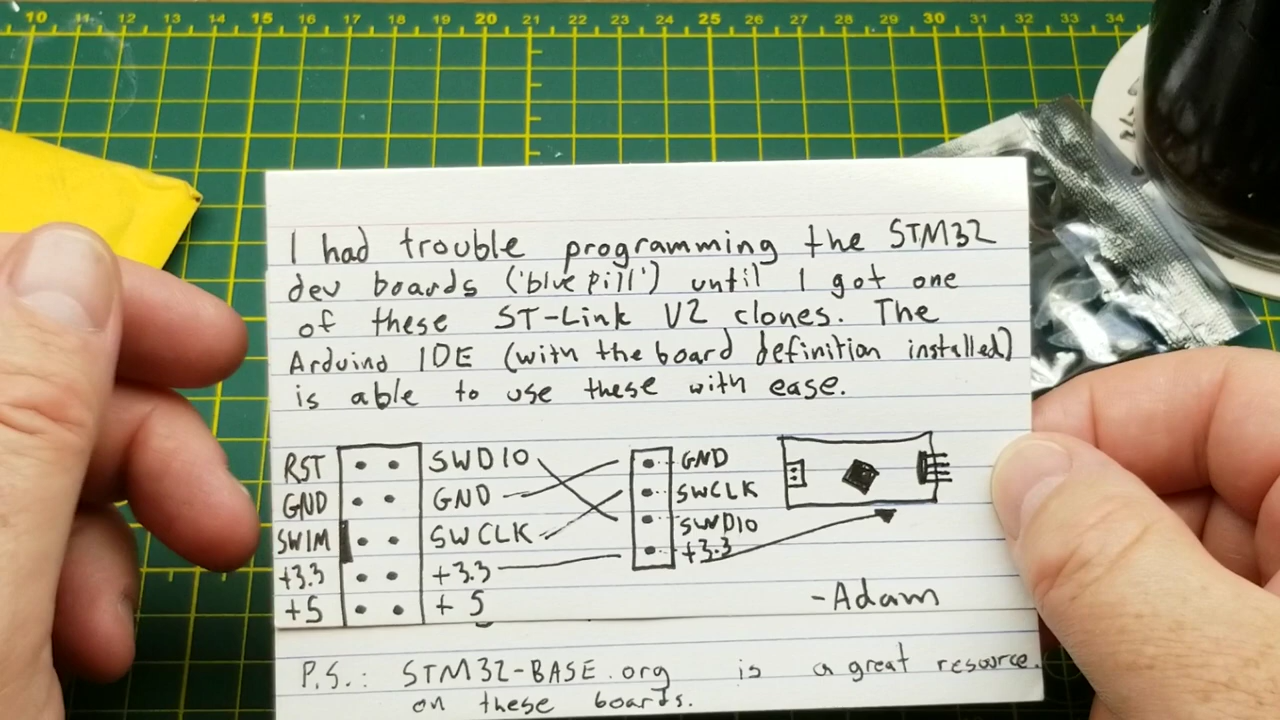 10 11 12 13 14 15 16 17 18 19 20 21 22 23 24 25 26 27 28 29 30 31 32 33 34
I had trouble programming the STM32
dev boards ('blue pill') until I got one
of these ST-Link V2 clones. The
Arduino IDE (with the board definition installed)
is able to use these with ease.
RST SWDIO GND
GND GND SWCLK
SWIM SWCLK SWDIO
+3.3 +3.3 +3.3
+5 +5
-Adam
P.S.: STM32-BASE.org is a great resource
on these boards.